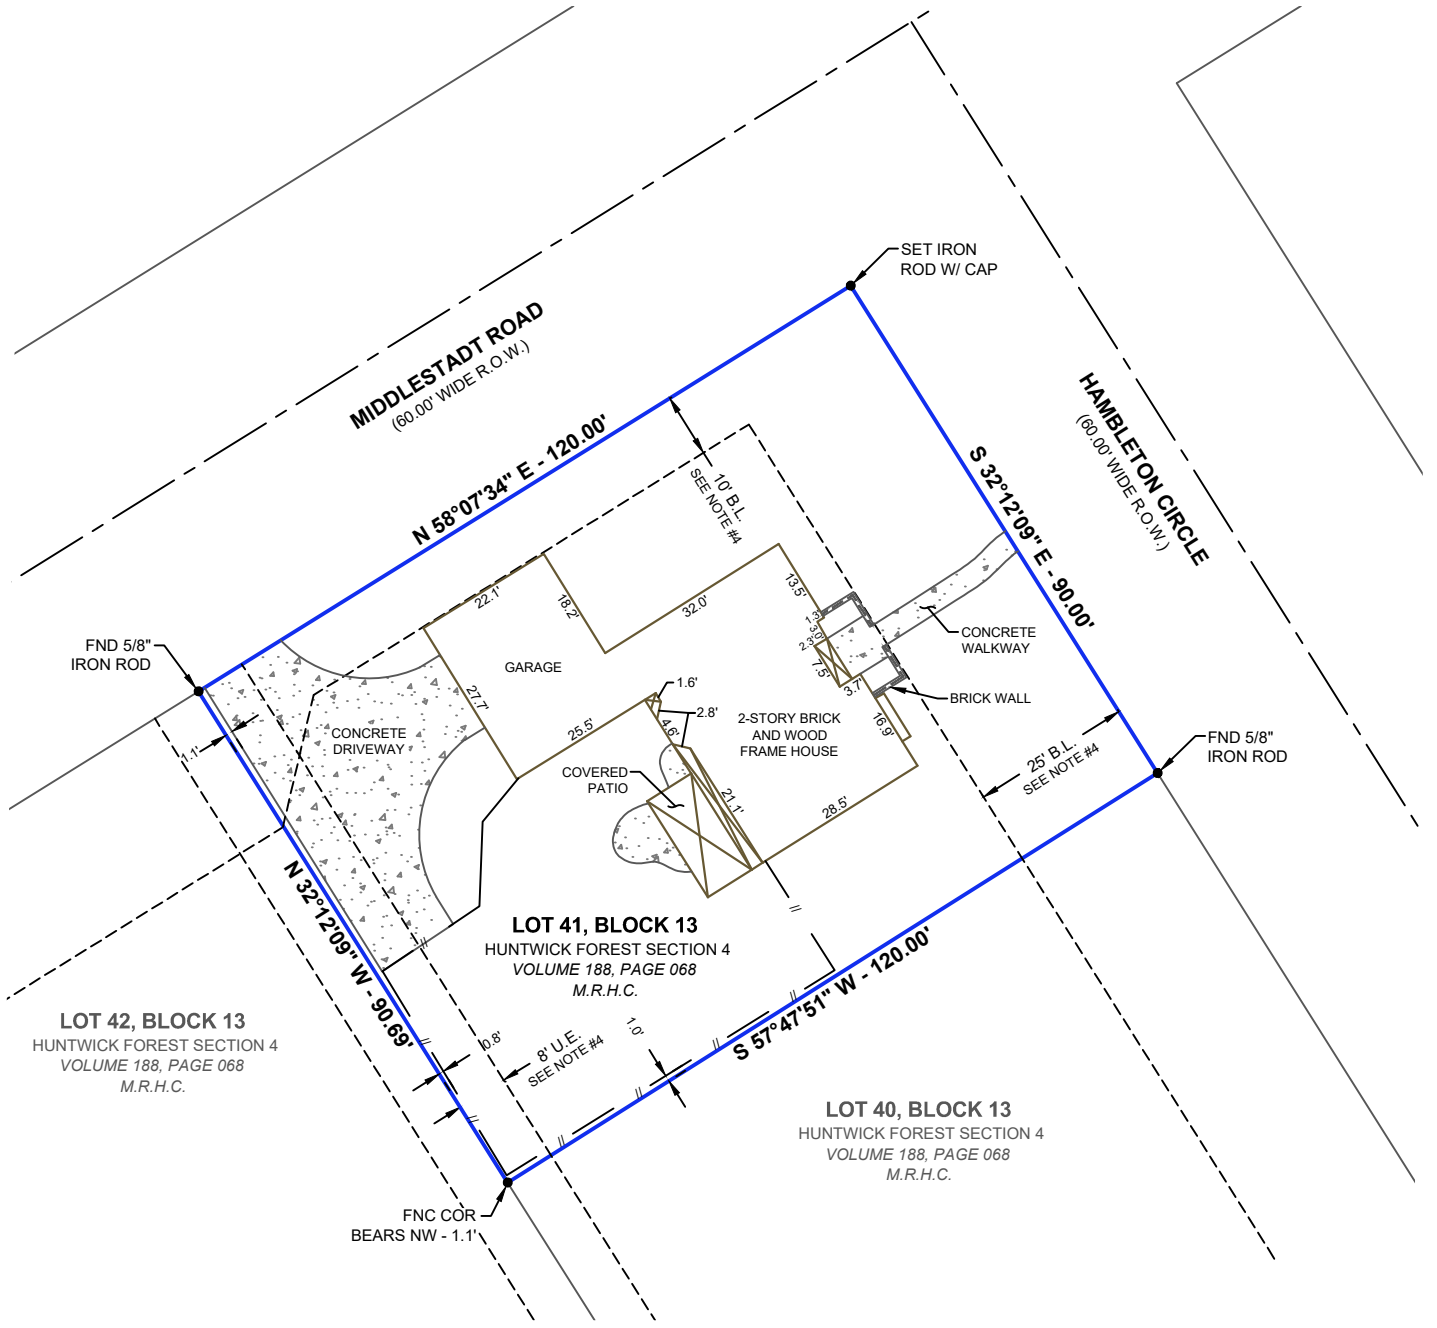 SET IRON
ROD W/ CAP
MIDDLESTADT ROAD
(60.00' WIDE R.O.W.)
HAMBLETON CIRCLE
(60.00' WIDE R.O.W.)
N 58°07'34" E - 120.00'
S 32°12'09" E - 90.00'
10' B.L.
SEE NOTE #4
22.1'
18.2'
32.0'
13.5'
1.3'
3.0'
2.3'
7.5'
3.7'
16.9'
CONCRETE
WALKWAY
BRICK WALL
FND 5/8"
IRON ROD
GARAGE
27.7'
25.5'
1.6'
2.8'
4.6'
2-STORY BRICK
AND WOOD
FRAME HOUSE
CONCRETE
DRIVEWAY
1.1'
COVERED
PATIO
21.1'
28.5'
25' B.L.
SEE NOTE #4
FND 5/8"
IRON ROD
N 32°12'09" W - 90.69'
LOT 41, BLOCK 13
HUNTWICK FOREST SECTION 4
VOLUME 188, PAGE 068
M.R.H.C.
S 57°47'51" W - 120.00'
LOT 42, BLOCK 13
HUNTWICK FOREST SECTION 4
VOLUME 188, PAGE 068
M.R.H.C.
0.8'
8' U.E.
SEE NOTE #4
1.0'
LOT 40, BLOCK 13
HUNTWICK FOREST SECTION 4
VOLUME 188, PAGE 068
M.R.H.C.
FNC COR
BEARS NW - 1.1'